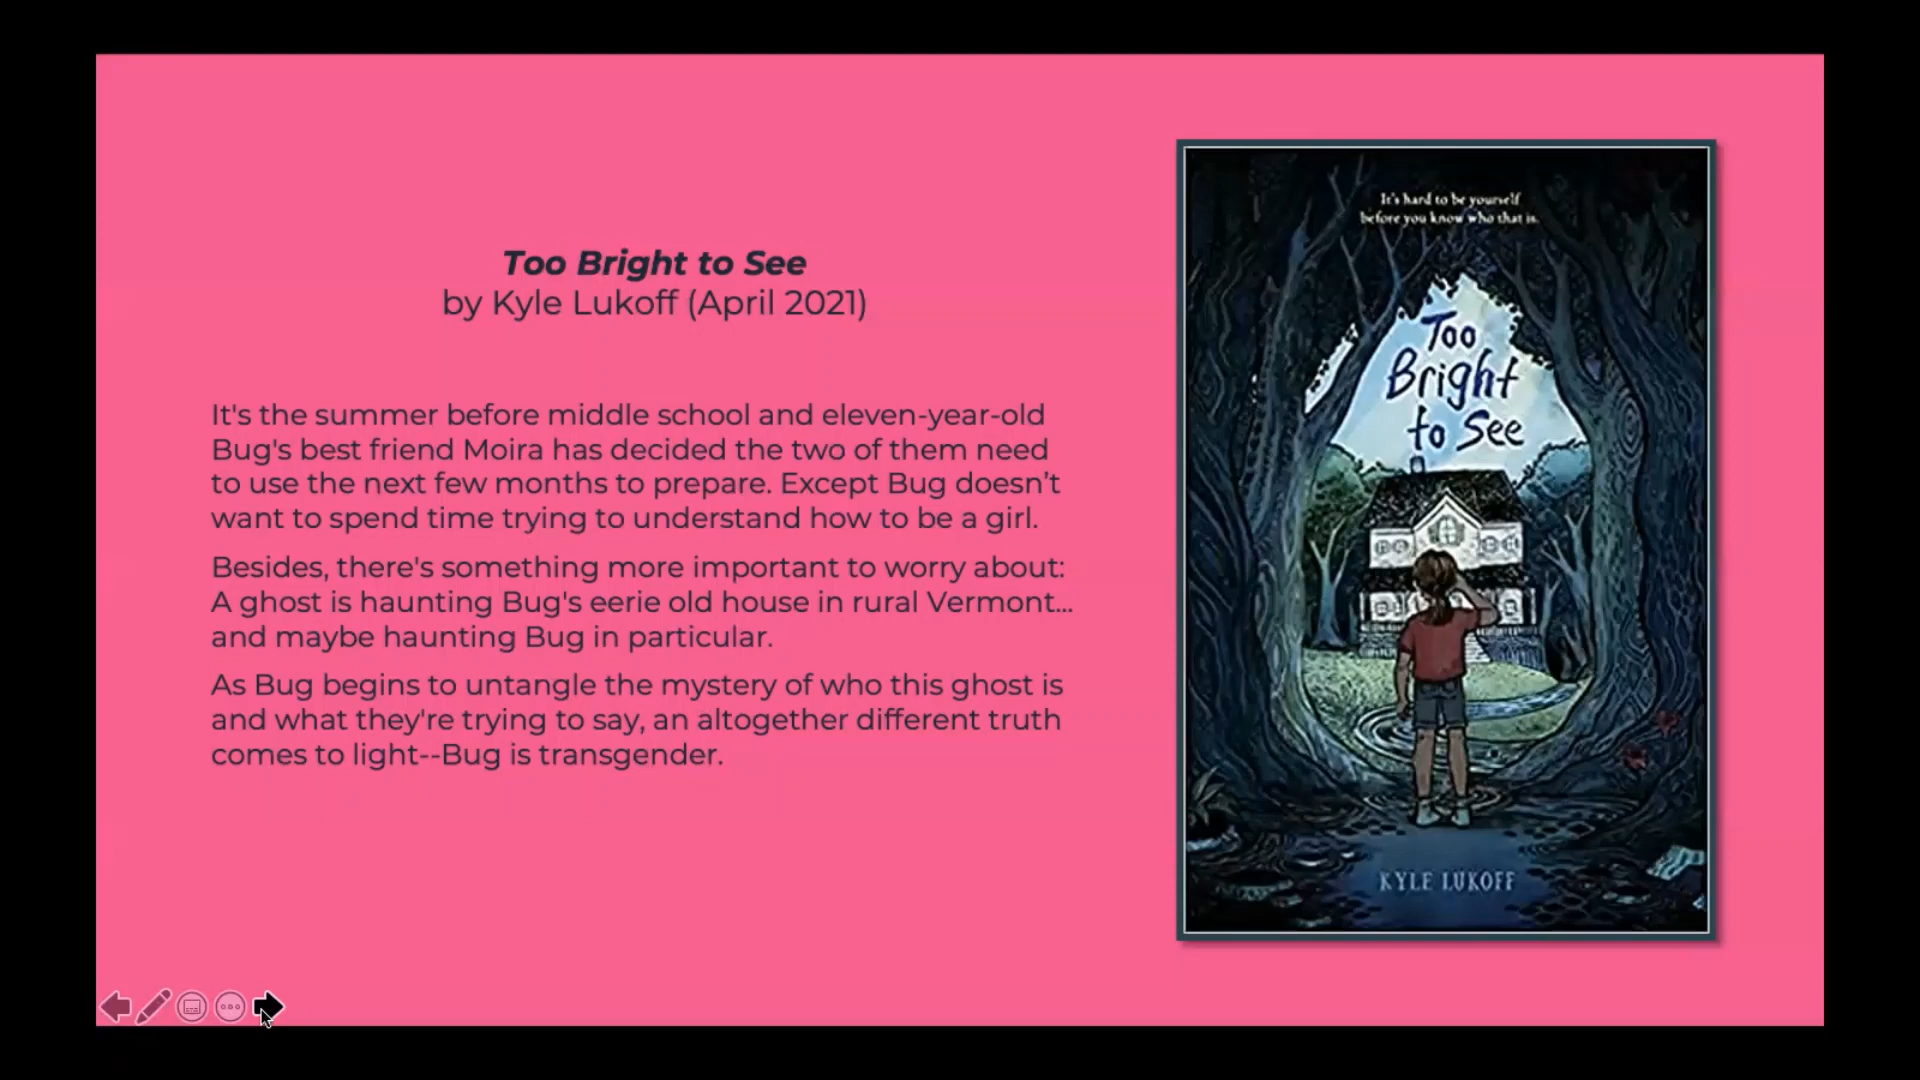 Too Bright to See
by Kyle Lukoff (April 2021)
It's the summer before middle school and eleven-year-old
Bug's best friend Moira has decided the two of them need
to use the next few months to prepare. Except Bug doesn’t
want to spend time trying to understand how to be a girl.
Besides, there's something more important to worry about:
A ghost is haunting Bug's eerie old house in rural Vermont...
and maybe haunting Bug in particular.
As Bug begins to untangle the mystery of who this ghost is
and what they're trying to say, an altogether different truth
comes to light--Bug is transgender.
It's hard to be yourself
before you know who that is.
Too
Bright
to See
KYLE LUKOFF